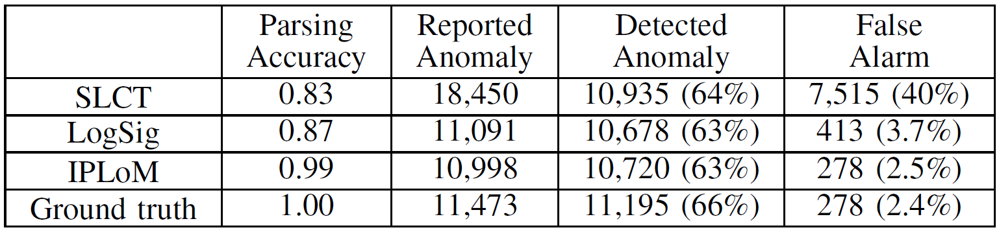 Parsing Accuracy Reported Anomaly Detected Anomaly False Alarm
SLCT 0.83 18,450 10,935 (64%) 7,515 (40%)
LogSig 0.87 11,091 10,678 (63%) 413 (3.7%)
IPLoM 0.99 10,998 10,720 (63%) 278 (2.5%)
Ground truth 1.00 11,473 11,195 (66%) 278 (2.4%)